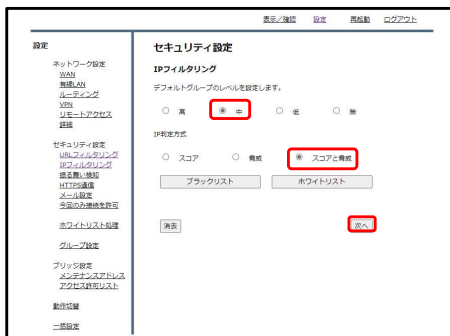 表示/確認 設定 再起動 ログアウト
設定
ネットワーク設定
WAN
有線LAN
ルーティング
VPN
リモートアクセス
詳細
セキュリティ設定
URLフィルタリング
IPフィルタリング
振る舞い検知
HTTPS通信
メール設定
今回のみ接続を許可
ホワイトリスト処理
グループ設定
ブリッジ設定
メンテナンスアドレス
アクセス許可リスト
動作切替
一括設定
セキュリティ設定
IPフィルタリング
デフォルトグループのレベルを設定します。
高 中 低 無
IP判定方式
スコア 脅威 スコアと脅威
ブラックリスト ホワイトリスト
消去 次へ